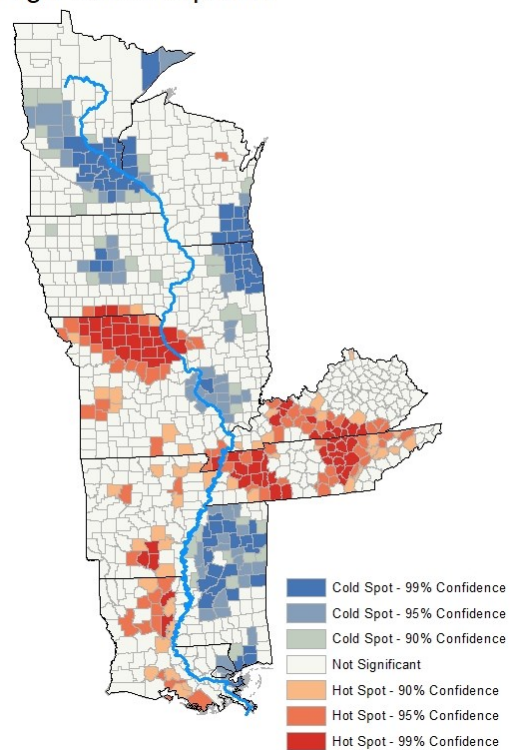 Cold Spot - 99% Confidence
Cold Spot - 95% Confidence
Cold Spot - 90% Confidence
Not Significant
Hot Spot - 90% Confidence
Hot Spot - 95% Confidence
Hot Spot - 99% Confidence